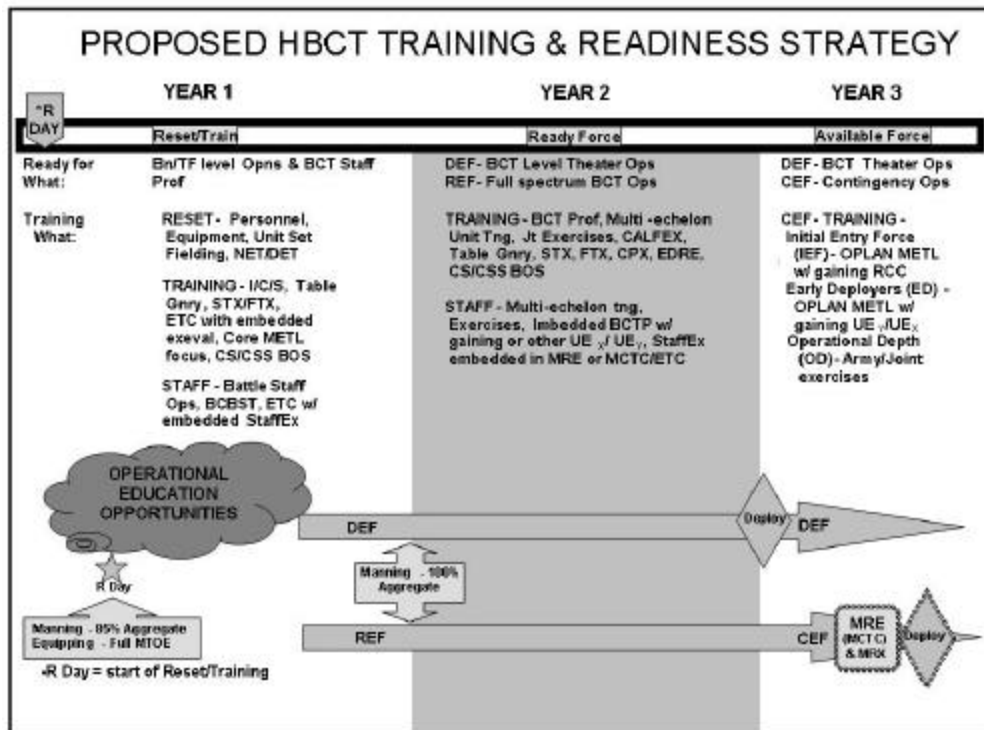 PROPOSED HBCT TRAINING & READINESS STRATEGY
YEAR 1
YEAR 2
YEAR 3
*R
DAY
Reset/Train
Ready Force
Available Force
Ready for
What:
Bn/TF level Opns & BCT Staff
Prof
DEF- BCT Level Theater Ops
REF- Full spectrum BCT Ops
DEF- BCT Theater Ops
CEF- Contingency Ops
Training
What:
RESET- Personnel,
Equipment, Unit Set
Fielding, NET/DET
TRAINING - I/C/S, Table
Gnry, STX/FTX,
ETC with embedded
exeval, Core METL
focus, CS/CSS BOS
STAFF - Battle Staff
Ops, BCBST, ETC w/
embedded StaffEx
TRAINING - BCT Prof, Multi -echelon
Unit Tng, Jt Exercises, CALFEX,
Table Gnry, STX, FTX, CPX, EDRE,
CS/CSS BOS
STAFF - Multi-echelon tng,
Exercises, Imbedded BCTP w/
gaining or other UE X/ UE Y, StaffEx
embedded in MRE or MCTC/ETC
CEF- TRAINING -
Initial Entry Force
(IEF)- OPLAN METL
w/ gaining RCC
Early Deployers (ED) -
OPLAN METL w/
gaining UE Y/UE X
Operational Depth
(OD)- Army/Joint
exercises
OPERATIONAL
EDUCATION
OPPORTUNITIES
DEF
Deploy
DEF
R Day
Manning - 100%
Aggregate
Manning - 85% Aggregate
Equipping - Full MTOE
REF
CEF
MRE
(MCTC)
& MRX
Deploy
*R Day = start of Reset/Training